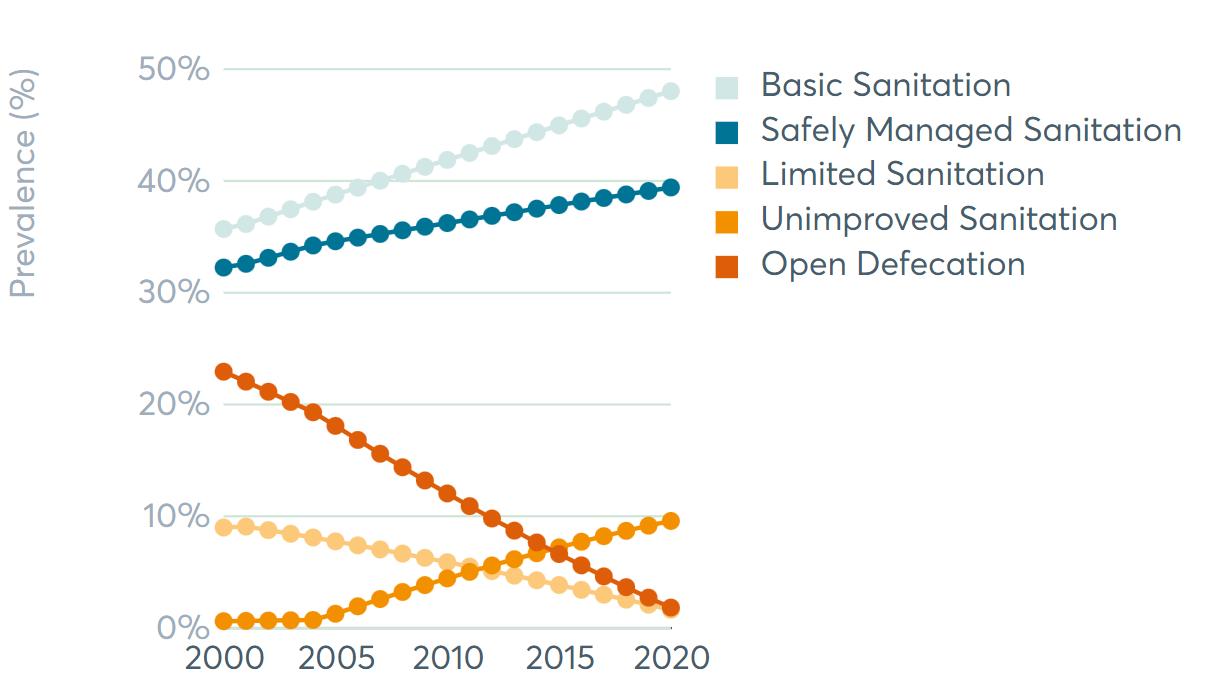 Prevalence (%)
50%
40%
30%
20%
10%
0%
2000 2005 2010 2015 2020
Basic Sanitation
Safely Managed Sanitation
Limited Sanitation
Unimproved Sanitation
Open Defecation